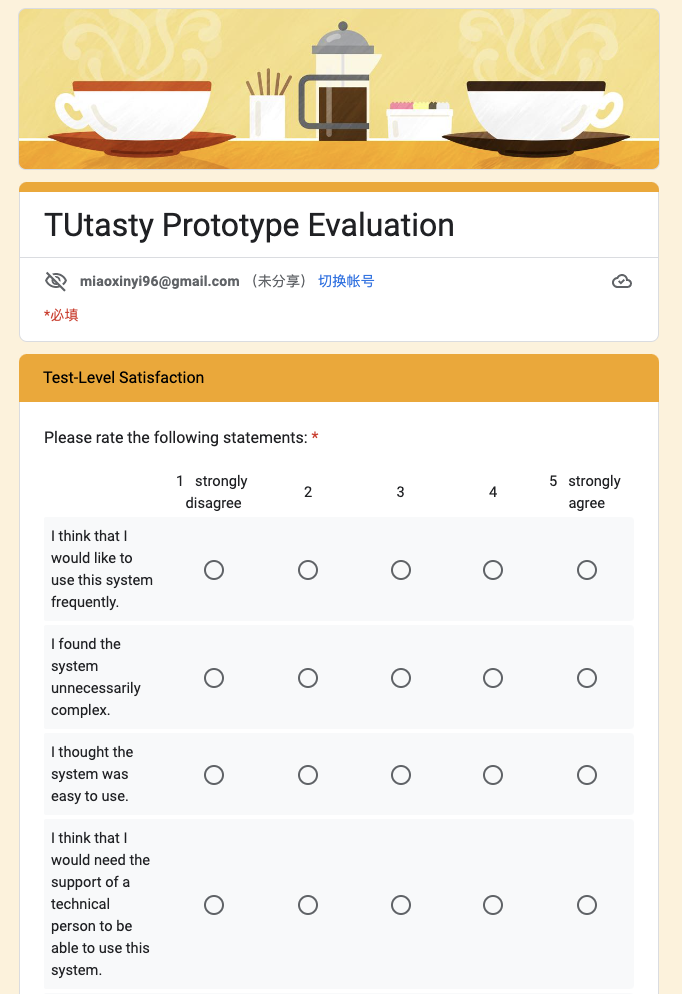 TUtasty Prototype Evaluation
miaoxinyi96@gmail.com （未分享） 切换帐号
*必填
Test-Level Satisfaction
Please rate the following statements: *
1 strongly disagree 2 3 4 5 strongly agree
I think that I
would like to
use this system
frequently.
I found the
system
unnecessarily
complex.
I thought the
system was
easy to use.
I think that I
would need the
support of a
technical
person to be
able to use this
system.